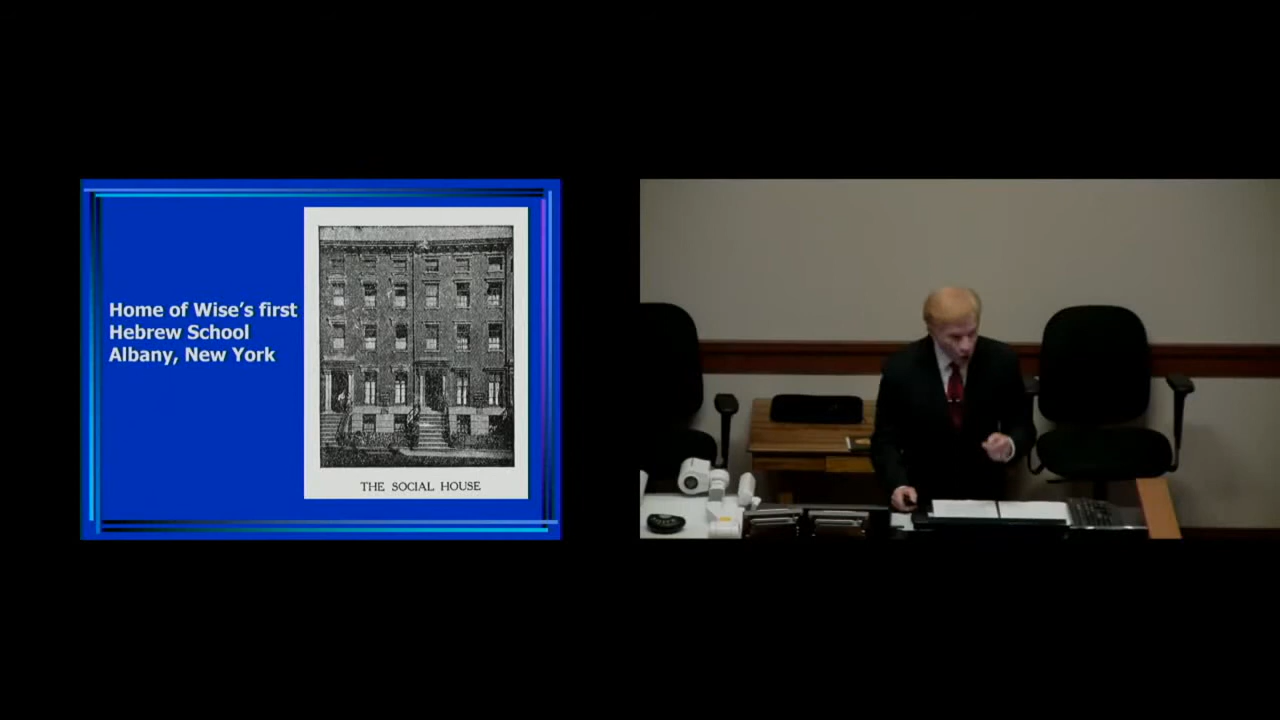 Home of Wise's first
Hebrew School
Albany, New York
THE SOCIAL HOUSE